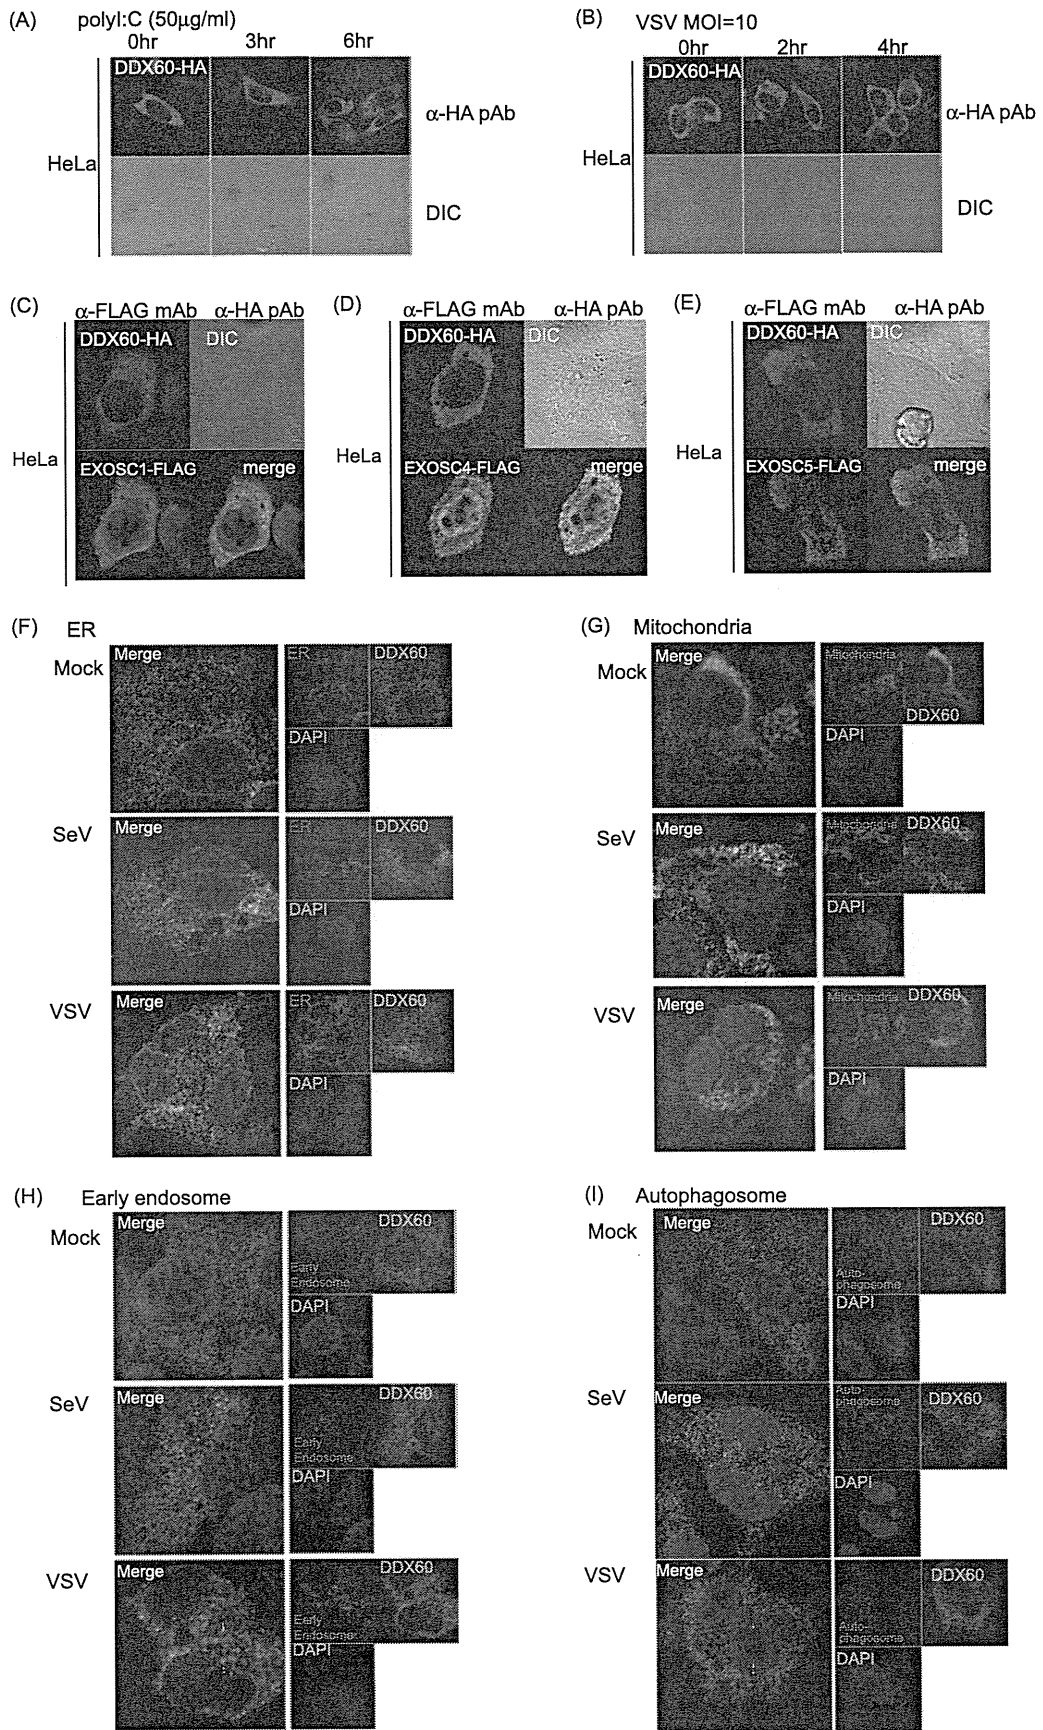 (A) polyI:C (50μg/ml)
0hr 3hr 6hr
DDX60-HA
α-HA pAb
HeLa
DIC
(B) VSV MOI=10
0hr 2hr 4hr
DDX60-HA
α-HA pAb
HeLa
DIC
(C)
α-FLAG mAb α-HA pAb
DDX60-HA DIC
HeLa
EXOSC1-FLAG merge
(D)
α-FLAG mAb α-HA pAb
DDX60-HA DIC
HeLa
EXOSC4-FLAG merge
(E)
α-FLAG mAb α-HA pAb
DDX60-HA DIC
HeLa
EXOSC5-FLAG merge
(F) ER
Mock
Merge ER DDX60
DAPI
SeV
Merge ER DDX60
DAPI
VSV
Merge ER DDX60
DAPI
(G) Mitochondria
Mock
Merge Mitochondria
DDX60
DAPI
SeV
Merge Mitochondria DDX60
DAPI
VSV
Merge Mitochondria DDX60
DAPI
(H) Early endosome
Mock
Merge DDX60
Early
Endosome
DAPI
SeV
Merge DDX60
Early
Endosome
DAPI
VSV
Merge DDX60
Early
Endosome
DAPI
(I) Autophagosome
Mock
Merge DDX60
Auto-
phagosome
DAPI
SeV
Merge Auto-
phagosome
DDX60
DAPI
VSV
Merge DDX60
Auto-
phagosome
DAPI